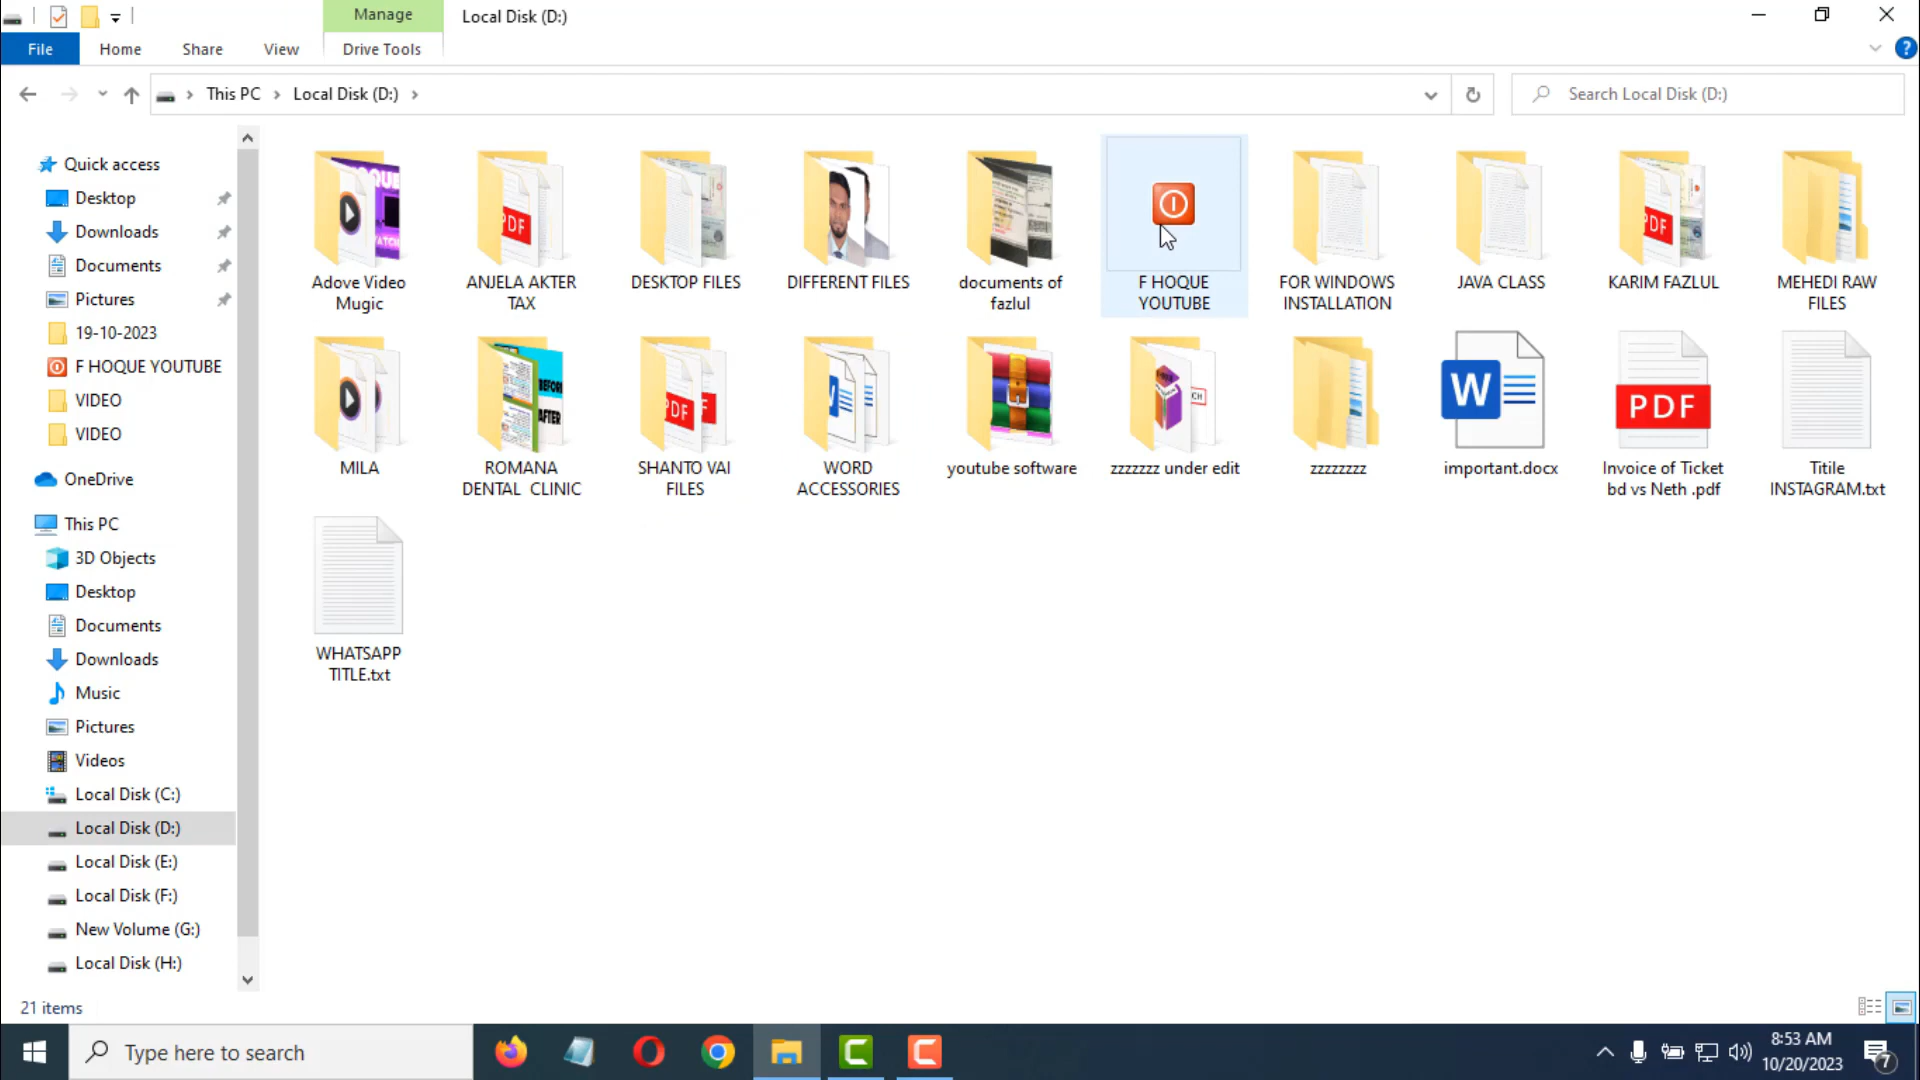 Manage
Local Disk (D:)
File
Home
Share
View
Drive Tools
This PC
Local Disk (D:)
Search Local Disk (D:)
Quick access
Desktop
Downloads
Documents
Pictures
19-10-2023
F HOQUE YOUTUBE
VIDEO
VIDEO
OneDrive
This PC
3D Objects
Desktop
Documents
Downloads
Music
Pictures
Videos
Local Disk (C:)
Local Disk (D:)
Local Disk (E:)
Local Disk (F:)
New Volume (G:)
Local Disk (H:)
Adove Video
Mugic
ANJELA AKTER
TAX
DESKTOP FILES
DIFFERENT FILES
documents of
fazlul
F HOQUE
YOUTUBE
FOR WINDOWS
INSTALLATION
JAVA CLASS
KARIM FAZLUL
MEHEDI RAW
FILES
MILA
ROMANA
DENTAL  CLINIC
SHANTO VAI
FILES
WORD
ACCESSORIES
youtube software
zzzzzzz under edit
zzzzzzzz
W
important.docx
PDF
Invoice of Ticket
bd vs Neth .pdf
Titile
INSTAGRAM.txt
WHATSAPP
TITLE.txt
21 items
Type here to search
8:53 AM
10/20/2023
7